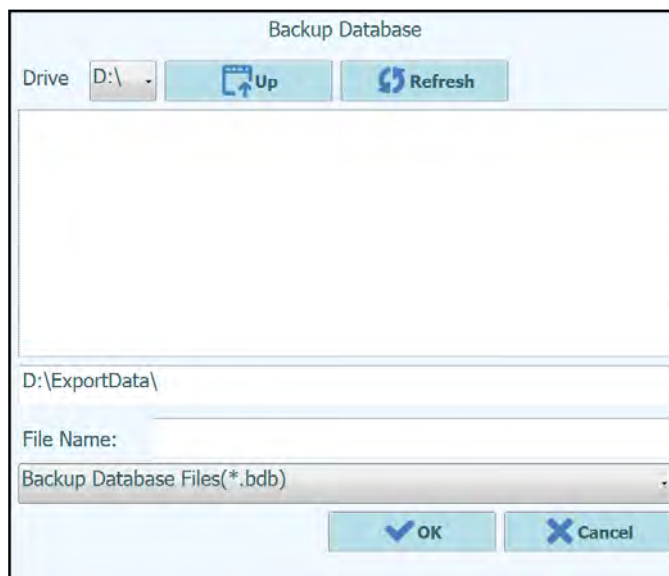 Backup Database
Drive D:\ Up Refresh
D:\ExportData\
File Name:
Backup Database Files(*.bdb)
OK Cancel